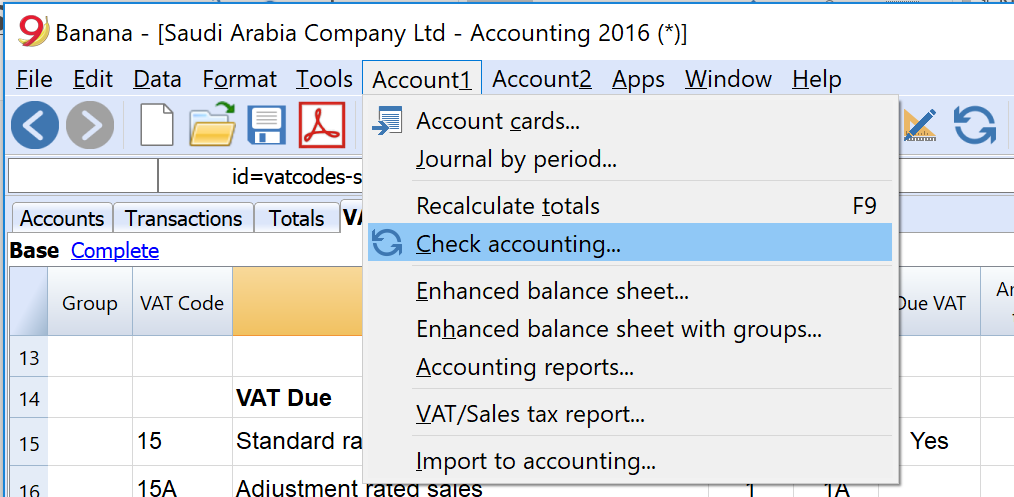 9 Banana - [Saudi Arabia Company Ltd - Accounting 2016 (*)]
File Edit Data Format Tools Account1 Account2 Apps Window Help
Account cards...
Journal by period...
id=vatcodes-s
Recalculate totals F9
Accounts Transactions Totals
Check accounting...
Base Complete
Enhanced balance sheet...
Group VAT Code Due VAT
Enhanced balance sheet with groups...
13
Accounting reports...
14 VAT Due
VAT/Sales tax report...
15 15 Standard ra Yes
Import to accounting...
16 15A Adjustment rated sales 1 1A